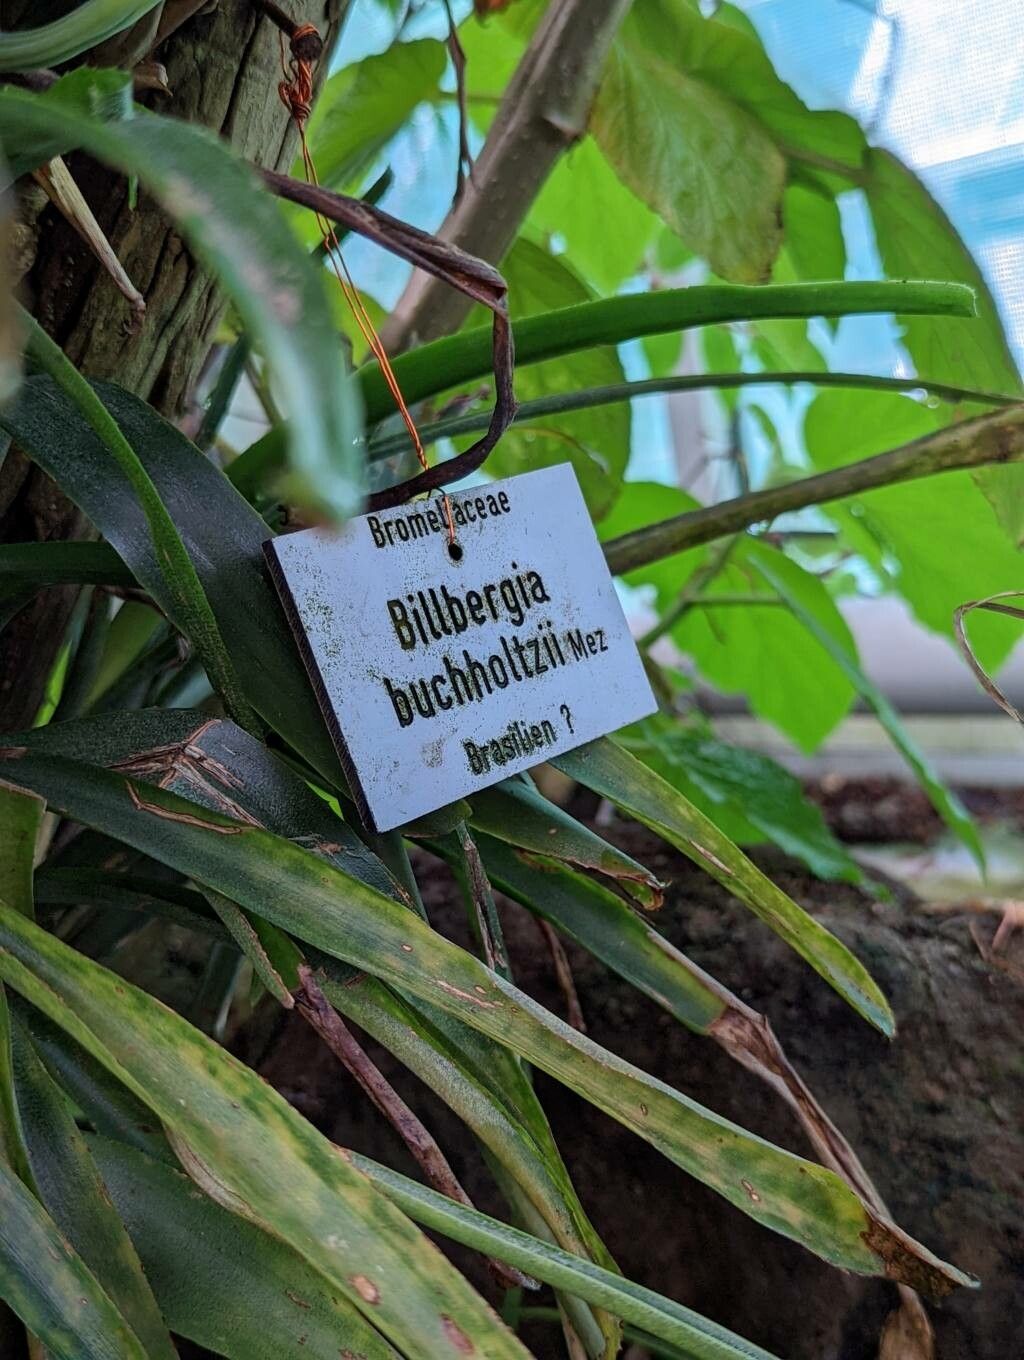 Bromeliaceae
Billbergia
buchholtzii Mez
Brasilien ?